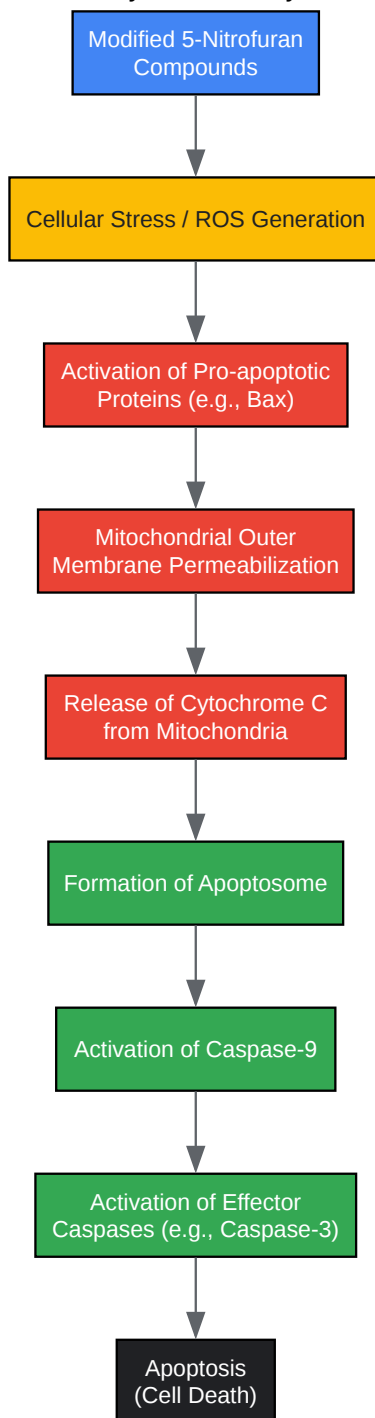 Modified 5-Nitrofuran
Compounds
Cellular Stress / ROS Generation
Activation of Pro-apoptotic
Proteins (e.g., Bax)
Mitochondrial Outer
Membrane Permeabilization
Release of Cytochrome C
from Mitochondria
Formation of Apoptosome
Activation of Caspase-9
Activation of Effector
Caspases (e.g., Caspase-3)
Apoptosis
(Cell Death)